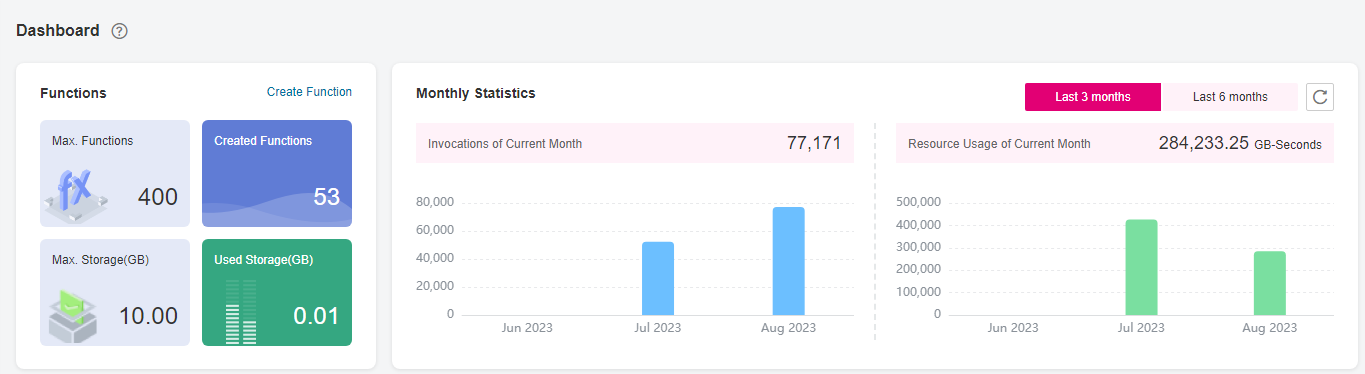 Dashboard ?
Functions
Create Function
Max. Functions
fx
400
Created Functions
53
Max. Storage(GB)
10.00
Used Storage(GB)
0.01
Monthly Statistics
Last 3 months
Last 6 months
Invocations of Current Month 77,171
80,000
60,000
40,000
20,000
0
Jun 2023 Jul 2023 Aug 2023
Resource Usage of Current Month 284,233.25 GB-Seconds
500,000
400,000
300,000
200,000
100,000
0
Jun 2023 Jul 2023 Aug 2023